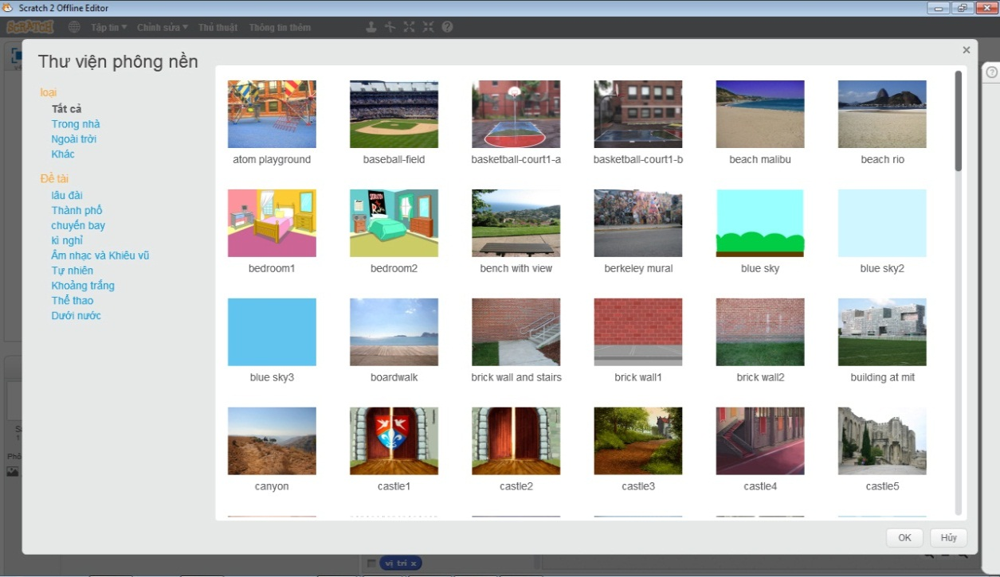 Scratch 2 Offline Editor
SCRATCH Tập tin Chỉnh sửa Thủ thuật Thông tin thêm
Thư viện phông nền
loại
Tất cả
Trong nhà
Ngoài trời
Khác
Đề tài
lâu đài
Thành phố
chuyến bay
kì nghỉ
Âm nhạc và Khiêu vũ
Tự nhiên
Khoảng trắng
Thể thao
Dưới nước
atom playground baseball-field basketball-court1-a basketball-court1-b beach malibu beach rio
bedroom1 bedroom2 bench with view berkeley mural blue sky blue sky2
blue sky3 boardwalk brick wall and stairs brick wall1 brick wall2 building at mit
canyon castle1 castle2 castle3 castle4 castle5
OK Hủy
vị trí x